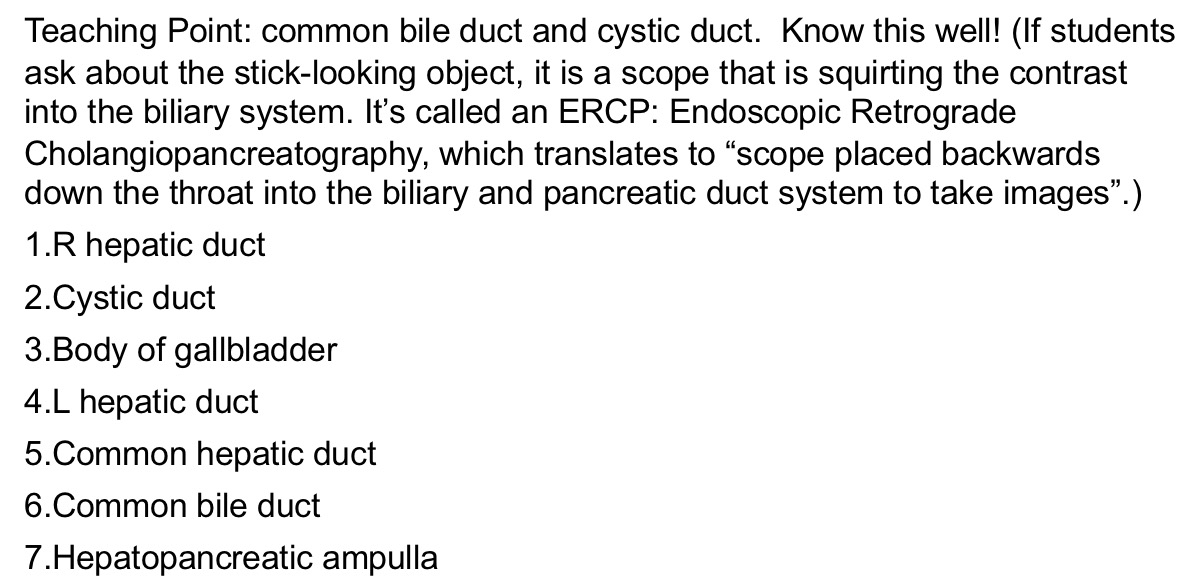 Teaching Point: common bile duct and cystic duct.  Know this well! (If students
ask about the stick-looking object, it is a scope that is squirting the contrast
into the biliary system. It’s called an ERCP: Endoscopic Retrograde
Cholangiopancreatography, which translates to “scope placed backwards
down the throat into the biliary and pancreatic duct system to take images”.)
1.R hepatic duct
2.Cystic duct
3.Body of gallbladder
4.L hepatic duct
5.Common hepatic duct
6.Common bile duct
7.Hepatopancreatic ampulla